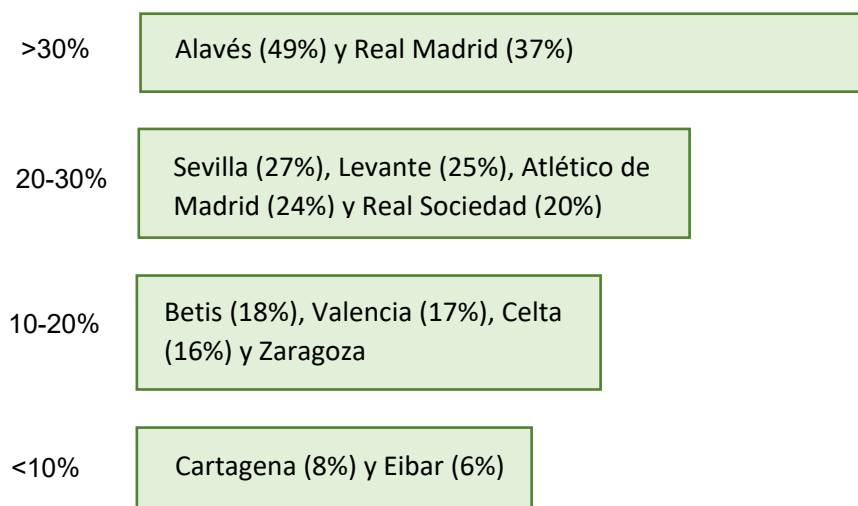 >30%
Alavés (49%) y Real Madrid (37%)
20-30%
Sevilla (27%), Levante (25%), Atlético de
Madrid (24%) y Real Sociedad (20%)
10-20%
Betis (18%), Valencia (17%), Celta
(16%) y Zaragoza
<10%
Cartagena (8%) y Eibar (6%)